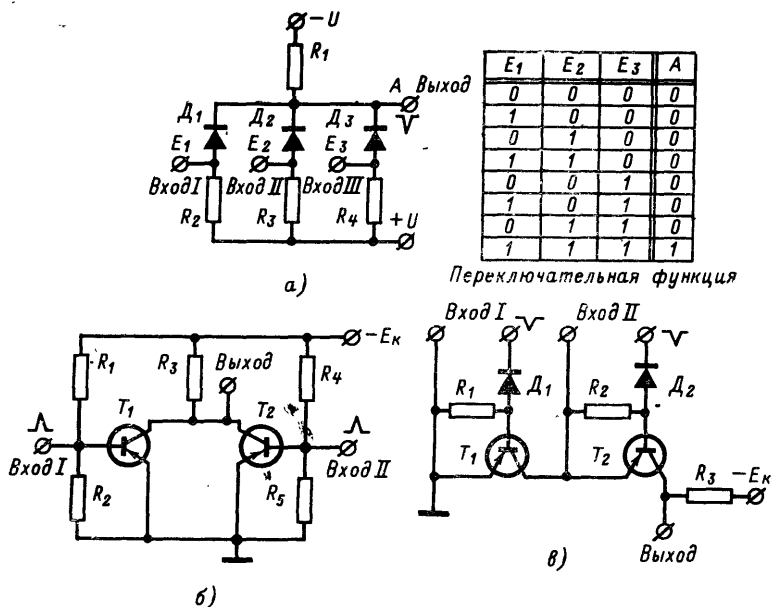 −U
R1
A Выход
Д1 Д2 Д3
E1 E2 E3
Вход I Вход II Вход III
R2 R3 R4
+U
а)
E1 E2 E3 A
0 0 0 0
1 0 0 0
0 1 0 0
1 1 0 0
0 0 1 0
1 0 1 0
0 1 1 0
1 1 1 1
Переключательная функция
−Eк
R1 R3 Выход R4
T1 T2
Вход I Вход II
R2 R5
б)
Вход I Вход II
R1 Д1 R2 Д2
T1 T2
R3 −Eк
Выход
в)